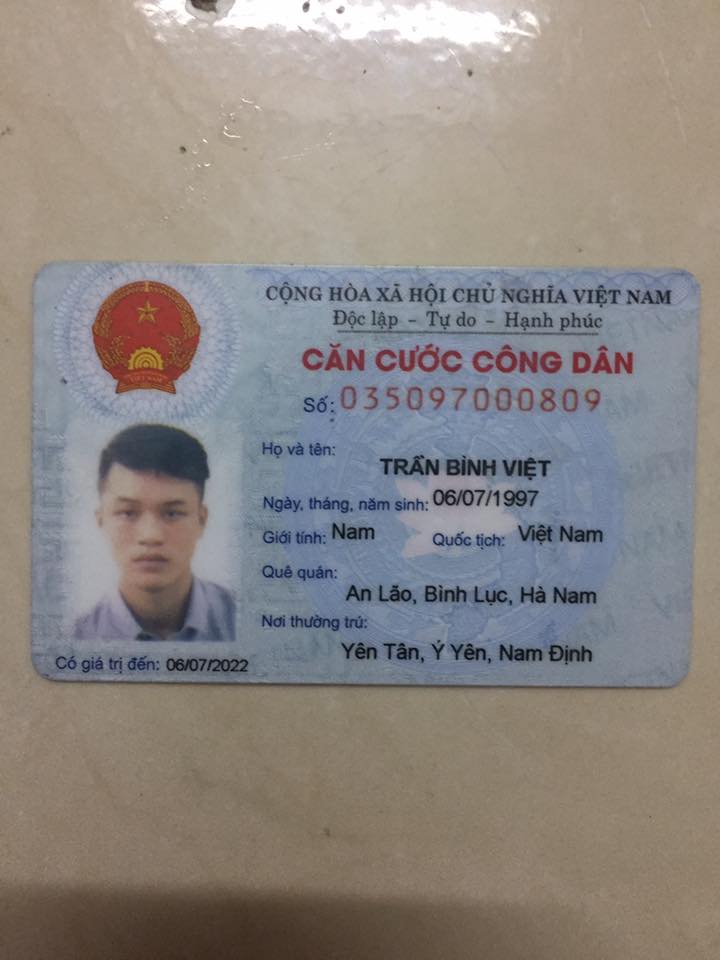 CỘNG HÒA XÃ HỘI CHỦ NGHĨA VIỆT NAM
Độc lập - Tự do - Hạnh phúc
CĂN CƯỚC CÔNG DÂN
Số: 035097000809
Họ và tên:
TRẦN BÌNH VIỆT
Ngày, tháng, năm sinh: 06/07/1997
Giới tính: Nam Quốc tịch: Việt Nam
Quê quán:
An Lão, Bình Lục, Hà Nam
Nơi thường trú:
Yên Tân, Ý Yên, Nam Định
Có giá trị đến: 06/07/2022
VIỆT NAM